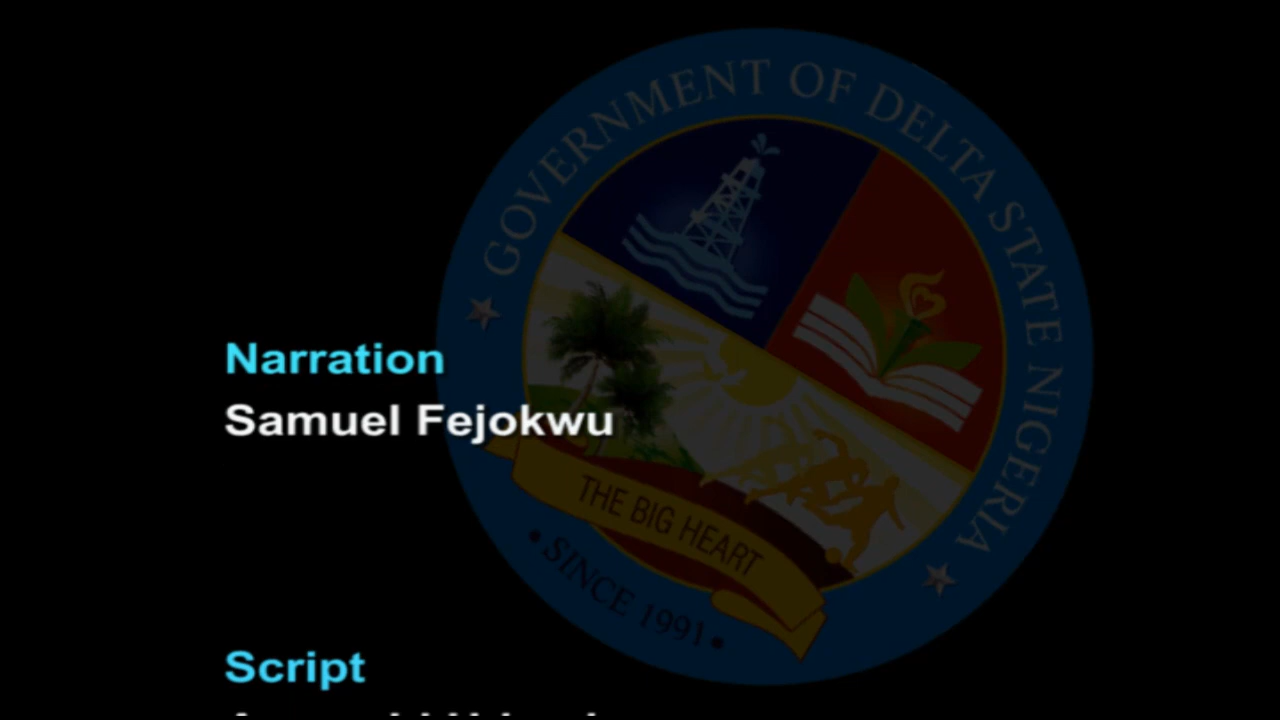 GOVERNMENT OF DELTA STATE NIGERIA
Narration
Samuel Fejokwu
THE BIG HEART
• SINCE 1991 •
Script